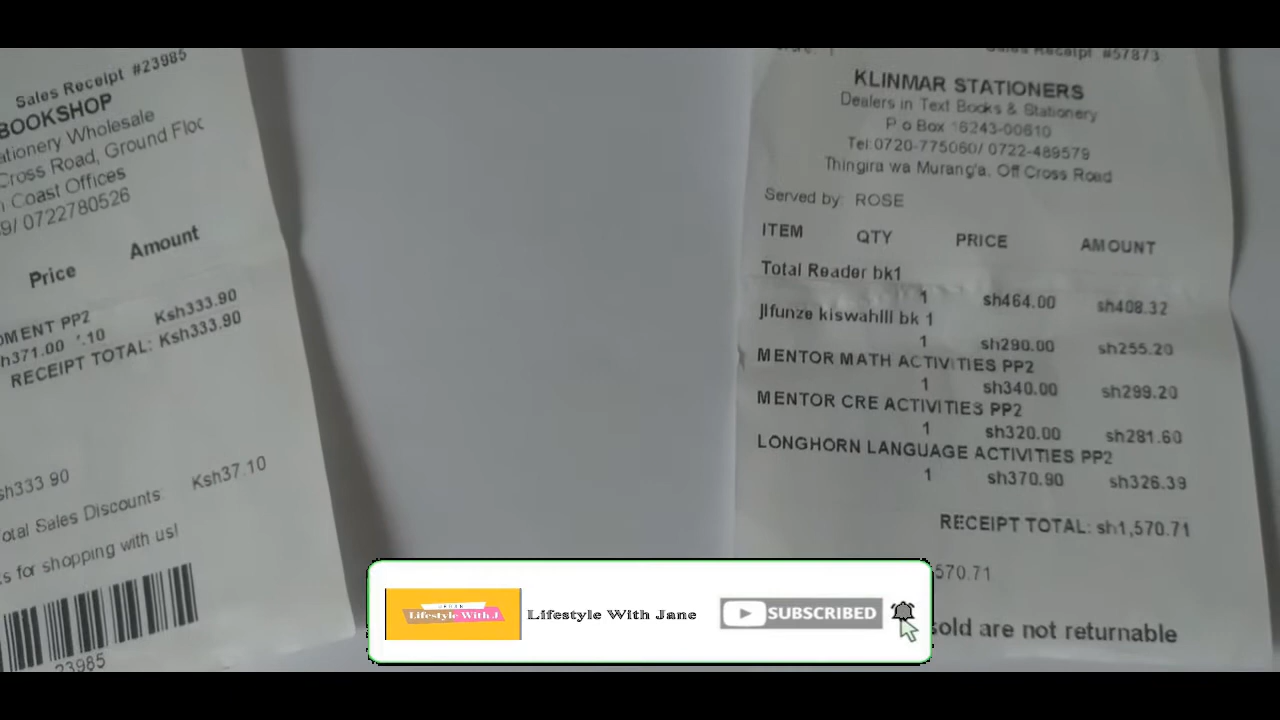 Sales Receipt #23985
BOOKSHOP
ationery Wholesale
Cross Road, Ground Floc
n Coast Offices
9/ 0722780526
Price Amount
OMENT PP2
h371.00 '.10 Ksh333.90
RECEIPT TOTAL: Ksh333.90
sh333.90
otal Sales Discounts: Ksh37.10
s for shopping with us!
23985
Sales Receipt #57873
KLINMAR STATIONERS
Dealers in Text Books & Stationery
P o Box 16243-00610
Tel:0720-775060/ 0722-489579
Thingira wa Murang'a, Off Cross Road
Served by: ROSE
ITEM QTY PRICE AMOUNT
Total Reader bk1
1 sh464.00 sh408.32
JIfunze kiswahIlI bk 1
1 sh290.00 sh255.20
MENTOR MATH ACTIVITIES PP2
1 sh340.00 sh299.20
MENTOR CRE ACTIVITIES PP2
1 sh320.00 sh281.60
LONGHORN LANGUAGE ACTIVITIES PP2
1 sh370.90 sh326.39
RECEIPT TOTAL: sh1,570.71
570.71
sold are not returnable
Lifestyle With J
Lifestyle With Jane
SUBSCRIBED